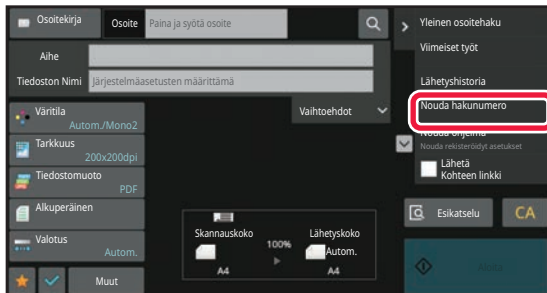 Osoitekirja
Osoite
Paina ja syötä osoite
Aihe
Tiedoston Nimi
Järjestelmäasetusten määrittämä
Väritila
Autom./Mono2
Tarkkuus
200x200dpi
Tiedostomuoto
PDF
Alkuperäinen
Valotus
Autom.
Muut
Vaihtoehdot
Skannauskoko
100%
Lähetyskoko
Autom.
A4
A4
Yleinen osoitehaku
Viimeiset työt
Lähetyshistoria
Nouda hakunumero
Nouda ohjelma
Nouda rekisteröidyt asetukset
Lähetä
Kohteen linkki
Esikatselu
CA
Aloita